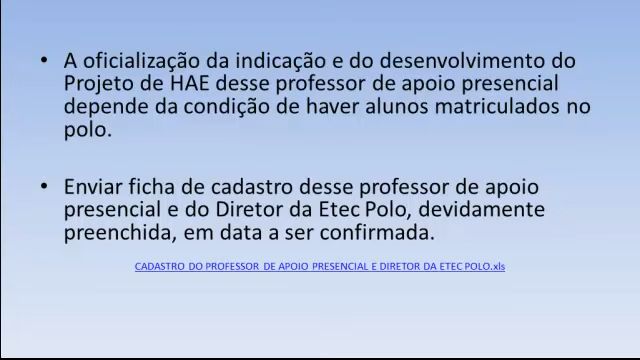 • A oficialização da indicação e do desenvolvimento do
Projeto de HAE desse professor de apoio presencial
depende da condição de haver alunos matriculados no
polo.
• Enviar ficha de cadastro desse professor de apoio
presencial e do Diretor da Etec Polo, devidamente
preenchida, em data a ser confirmada.
CADASTRO DO PROFESSOR DE APOIO PRESENCIAL E DIRETOR DA ETEC POLO.xls